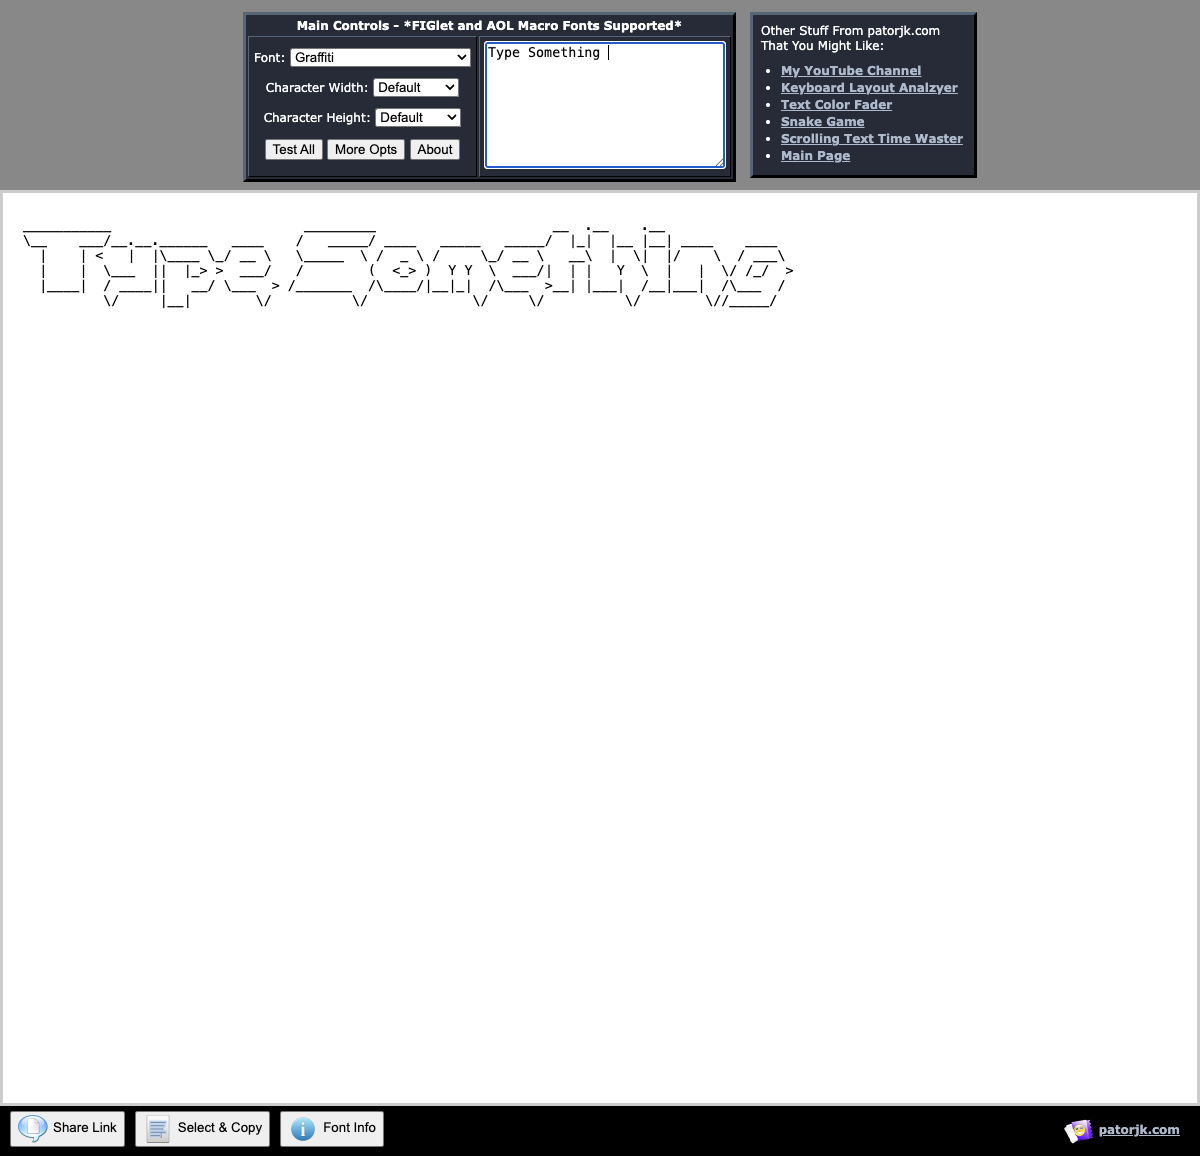 Main Controls - *FIGlet and AOL Macro Fonts Supported*
Font: Graffiti
Character Width: Default
Character Height: Default
Test All More Opts About
Type Something
Other Stuff From patorjk.com
That You Might Like:
My YouTube Channel
Keyboard Layout Analzyer
Text Color Fader
Snake Game
Scrolling Text Time Waster
Main Page
Type Something
Share Link
Select & Copy
Font Info
patorjk.com